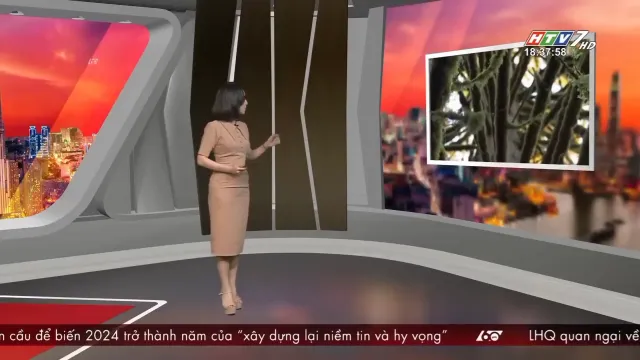 HTV7 HD
18:37:58
n cầu để biến 2024 trở thành năm của “xây dựng lại niềm tin và hy vọng” 60 LHQ quan ngại về